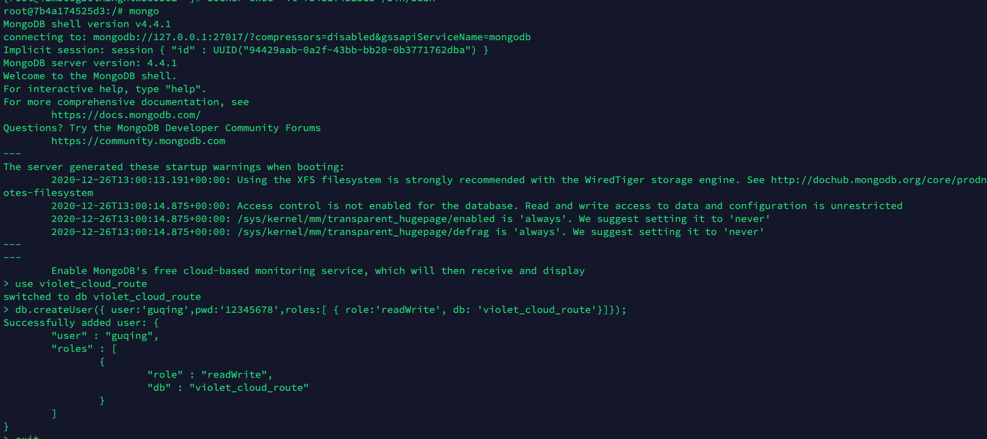 root@7b4a174525d3:/# mongo
MongoDB shell version v4.4.1
connecting to: mongodb://127.0.0.1:27017/?compressors=disabled&gssapiServiceName=mongodb
Implicit session: session { "id" : UUID("94429aab-0a2f-43bb-bb20-0b3771762dba") }
MongoDB server version: 4.4.1
Welcome to the MongoDB shell.
For interactive help, type "help".
For more comprehensive documentation, see
https://docs.mongodb.com/
Questions? Try the MongoDB Developer Community Forums
https://community.mongodb.com
---
The server generated these startup warnings when booting:
2020-12-26T13:00:13.191+00:00: Using the XFS filesystem is strongly recommended with the WiredTiger storage engine. See http://dochub.mongodb.org/core/prodn
otes-filesystem
2020-12-26T13:00:14.875+00:00: Access control is not enabled for the database. Read and write access to data and configuration is unrestricted
2020-12-26T13:00:14.875+00:00: /sys/kernel/mm/transparent_hugepage/enabled is 'always'. We suggest setting it to 'never'
2020-12-26T13:00:14.875+00:00: /sys/kernel/mm/transparent_hugepage/defrag is 'always'. We suggest setting it to 'never'
---
---
Enable MongoDB's free cloud-based monitoring service, which will then receive and display
> use violet_cloud_route
switched to db violet_cloud_route
> db.createUser({ user:'guqing',pwd:'12345678',roles:[ { role:'readWrite', db: 'violet_cloud_route'}]});
Successfully added user: {
"user" : "guqing",
"roles" : [
{
"role" : "readWrite",
"db" : "violet_cloud_route"
}
]
}
> exit